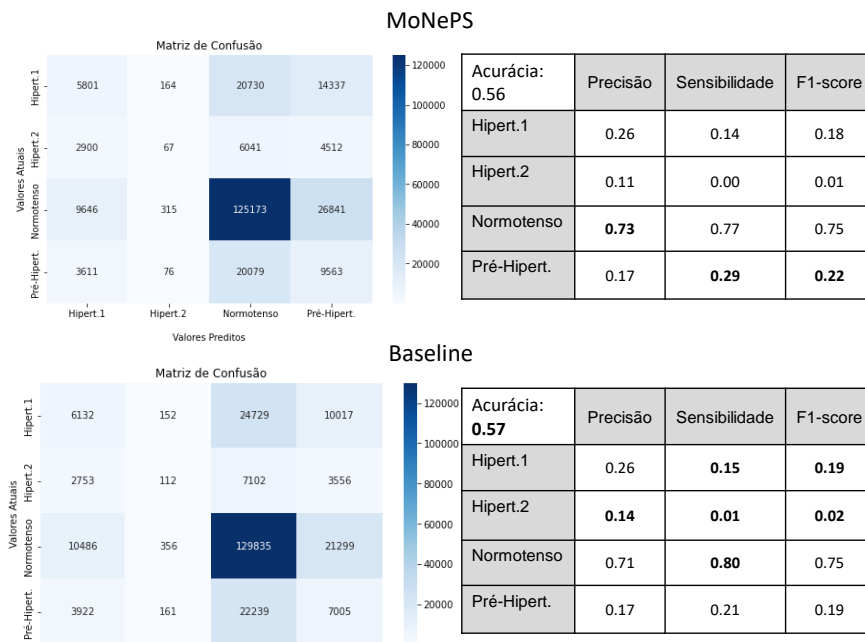 MoNePS
Matriz de Confusão
Valores Atuais
Hipert.1 5801 164 20730 14337
Hipert.2 2900 67 6041 4512
Normotenso 9646 315 125173 26841
Pré-Hipert. 3611 76 20079 9563
Hipert.1 Hipert.2 Normotenso Pré-Hipert.
Valores Preditos
120000
100000
80000
60000
40000
20000
Acurácia: 0.56 Precisão Sensibilidade F1-score
Hipert.1 0.26 0.14 0.18
Hipert.2 0.11 0.00 0.01
Normotenso 0.73 0.77 0.75
Pré-Hipert. 0.17 0.29 0.22
Baseline
Matriz de Confusão
Valores Atuais
Hipert.1 6132 152 24729 10017
Hipert.2 2753 112 7102 3556
Normotenso 10486 356 129835 21299
Pré-Hipert. 3922 161 22239 7005
120000
100000
80000
60000
40000
20000
Acurácia: 0.57 Precisão Sensibilidade F1-score
Hipert.1 0.26 0.15 0.19
Hipert.2 0.14 0.01 0.02
Normotenso 0.71 0.80 0.75
Pré-Hipert. 0.17 0.21 0.19